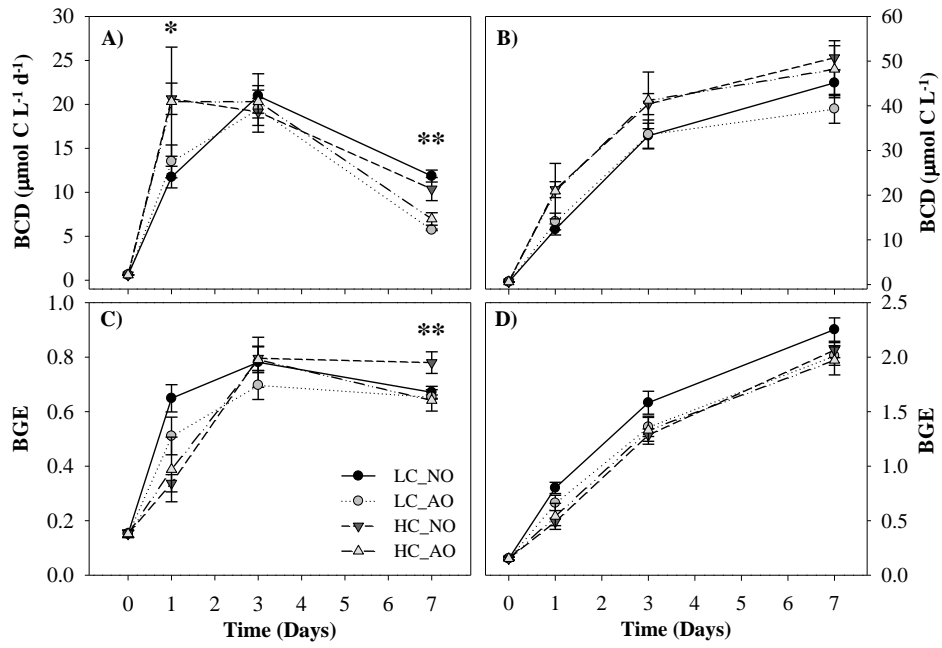 A)
*
**
BCD (μmol C L-1 d-1)
30
25
20
15
10
5
0
B)
BCD (μmol C L-1)
60
50
40
30
20
10
0
C)
**
BGE
1.0
0.8
0.6
0.4
0.2
0.0
LC_NO
LC_AO
HC_NO
HC_AO
0 1 2 3 4 5 6 7
Time (Days)
D)
BGE
2.5
2.0
1.5
1.0
0.5
0.0
0 1 2 3 4 5 6 7
Time (Days)